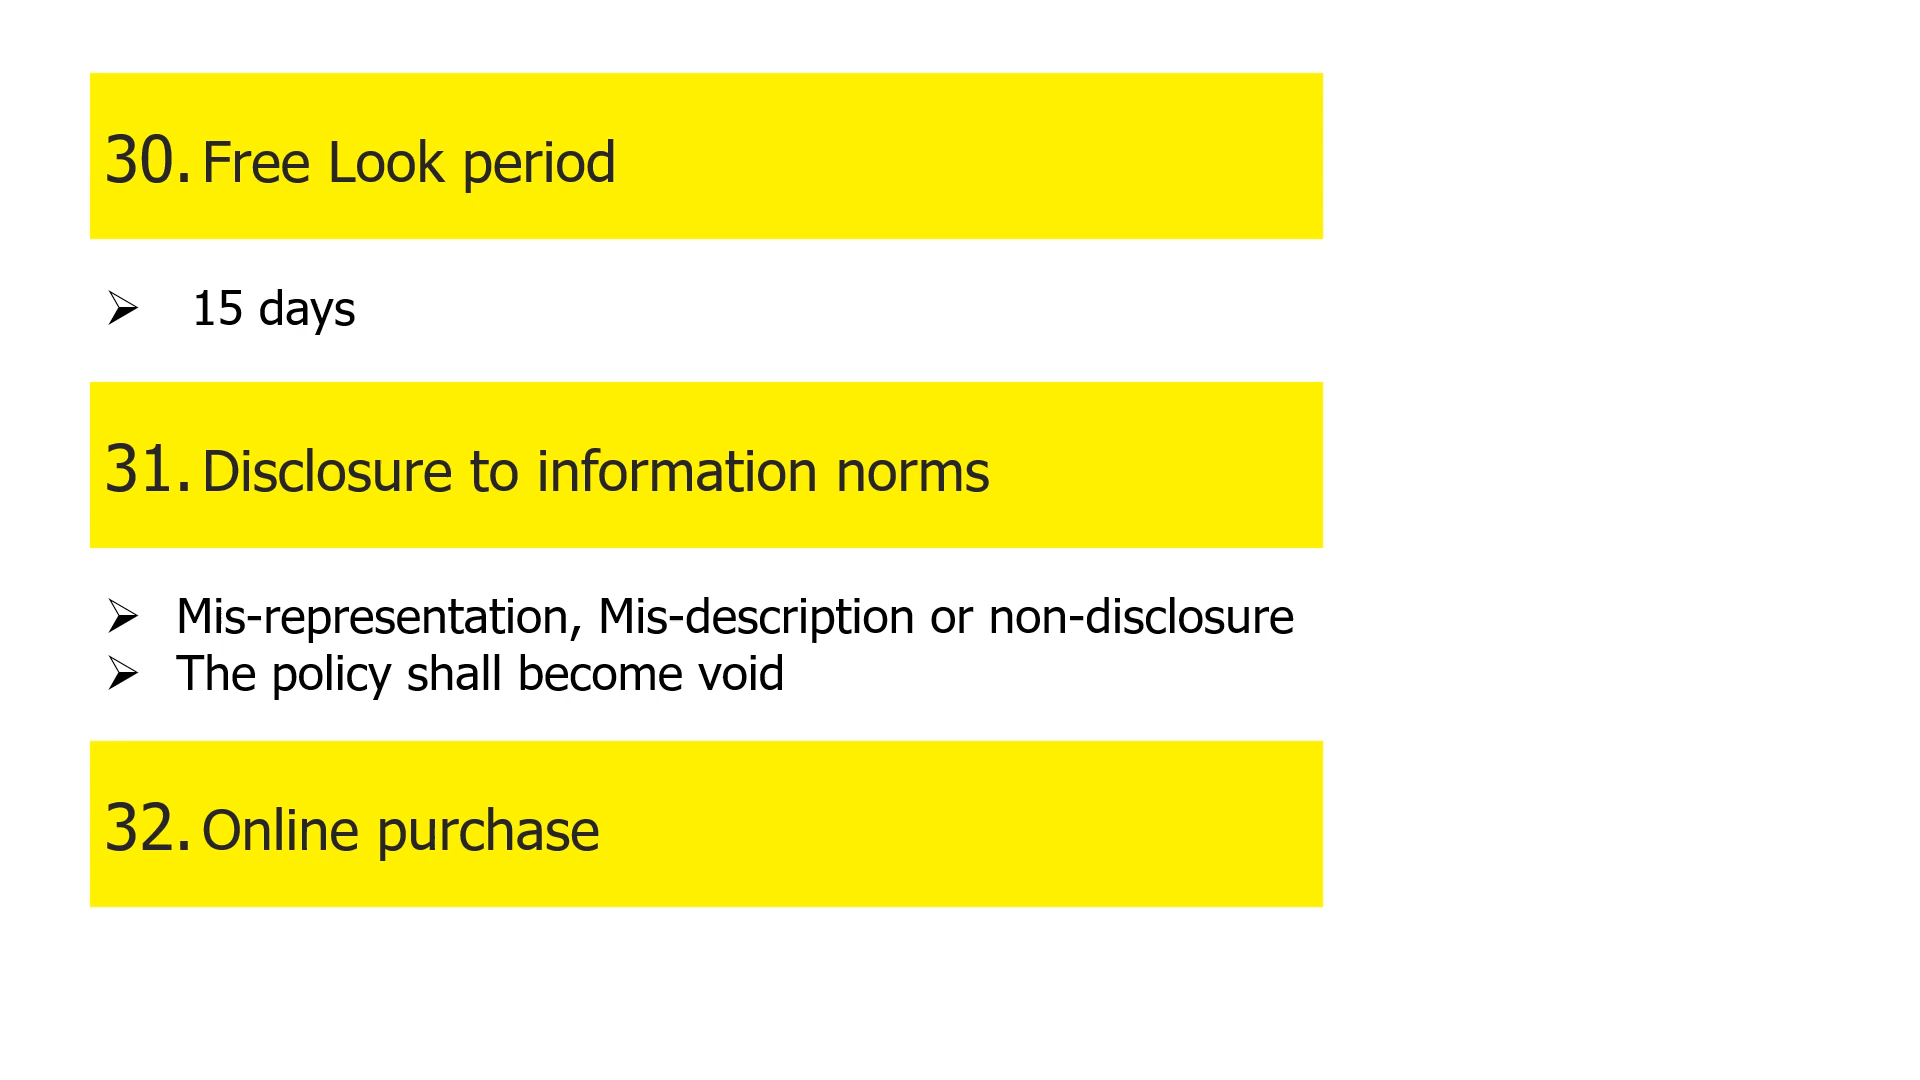 30. Free Look period
➢ 15 days
31. Disclosure to information norms
➢ Mis-representation, Mis-description or non-disclosure
➢ The policy shall become void
32. Online purchase